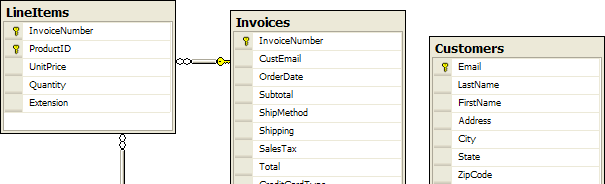 LineItems
InvoiceNumber
ProductID
UnitPrice
Quantity
Extension
Invoices
InvoiceNumber
CustEmail
OrderDate
Subtotal
ShipMethod
Shipping
SalesTax
Total
CreditCardType
Customers
Email
LastName
FirstName
Address
City
State
ZipCode